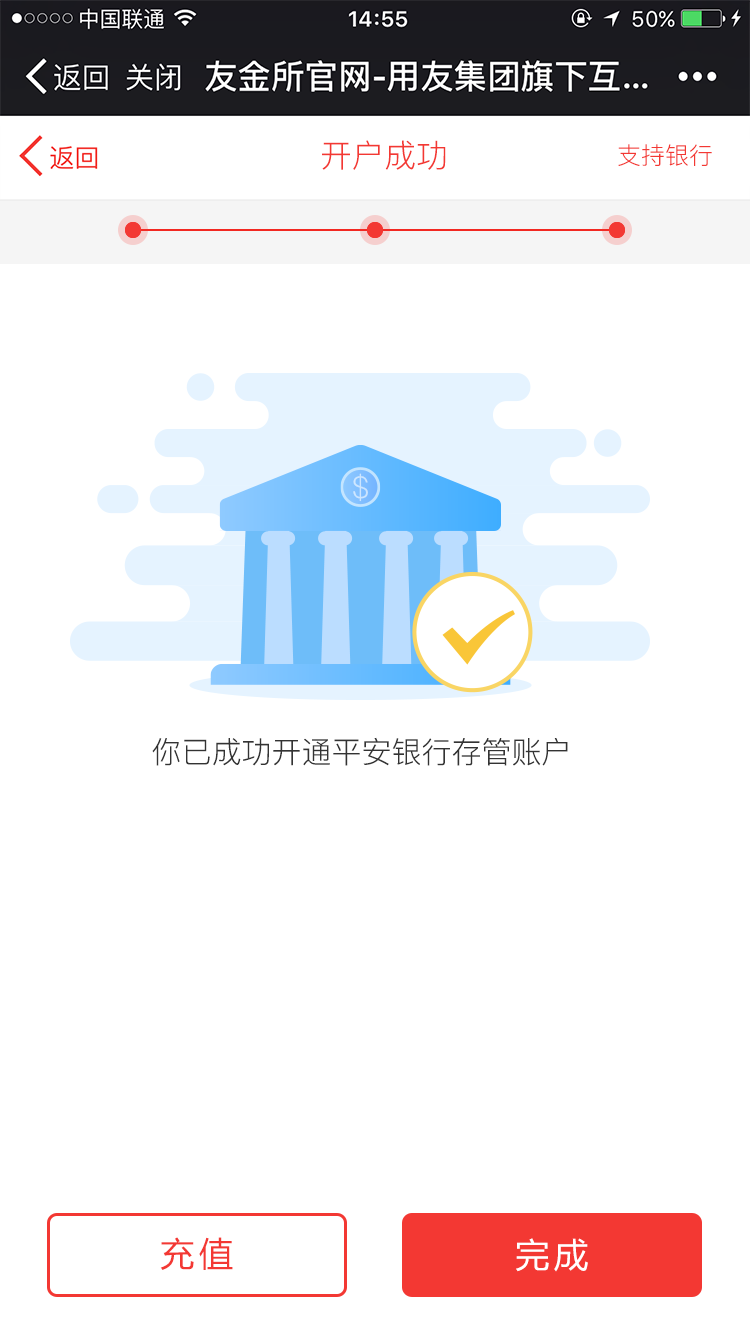 中国联通 14:55 50%
返回 关闭 友金所官网-用友集团旗下互...
返回 开户成功 支持银行
$
你已成功开通平安银行存管账户
充值 完成